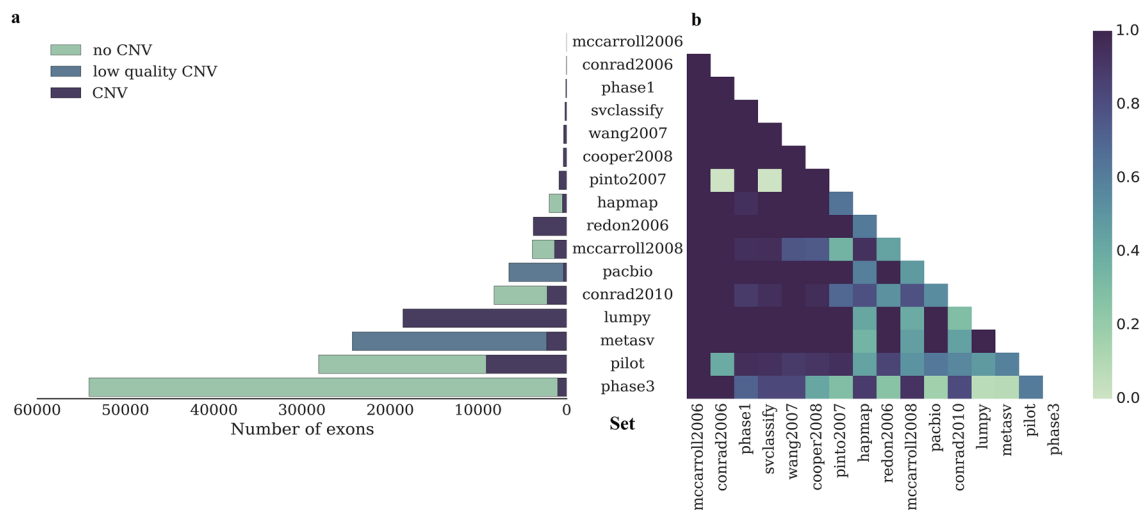 a
no CNV
low quality CNV
CNV
60000 50000 40000 30000 20000 10000 0
Number of exons
mccarroll2006
conrad2006
phase1
svclassify
wang2007
cooper2008
pinto2007
hapmap
redon2006
mccarroll2008
pacbio
conrad2010
lumpy
metasv
pilot
phase3
Set
b
1.0
0.8
0.6
0.4
0.2
0.0
mccarroll2006
conrad2006
phase1
svclassify
wang2007
cooper2008
pinto2007
hapmap
redon2006
mccarroll2008
pacbio
conrad2010
lumpy
metasv
pilot
phase3